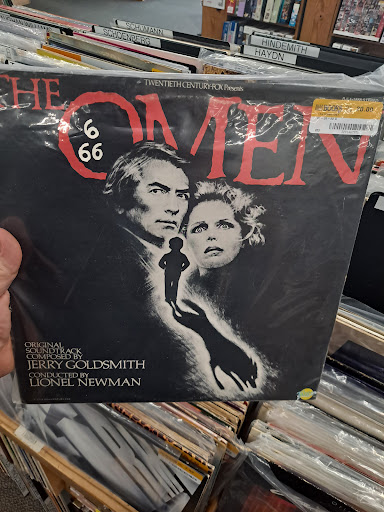 SCHUMANN
SCHOENBERG
HINDEMITH
HAYDN
TWENTIETH CENTURY-FOX Presents
THE OMEN
6
66
ORIGINAL
SOUNDTRACK
COMPOSED BY
JERRY GOLDSMITH
CONDUCTED BY
LIONEL NEWMAN